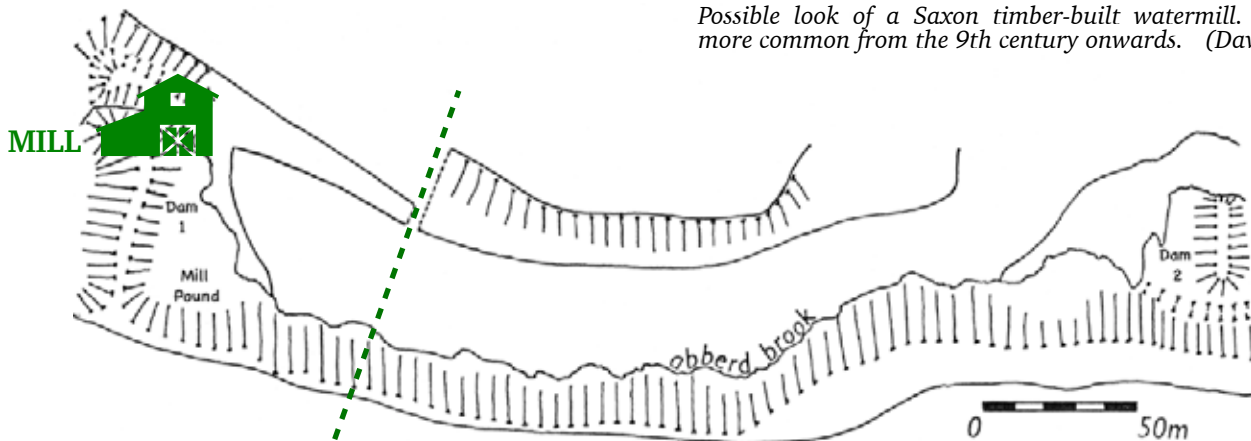 Possible look of a Saxon timber-built watermill.
more common from the 9th century onwards. (Dav
MILL
Dam
1
Mill
Pound
Dam
2
obberd brook
0 50m